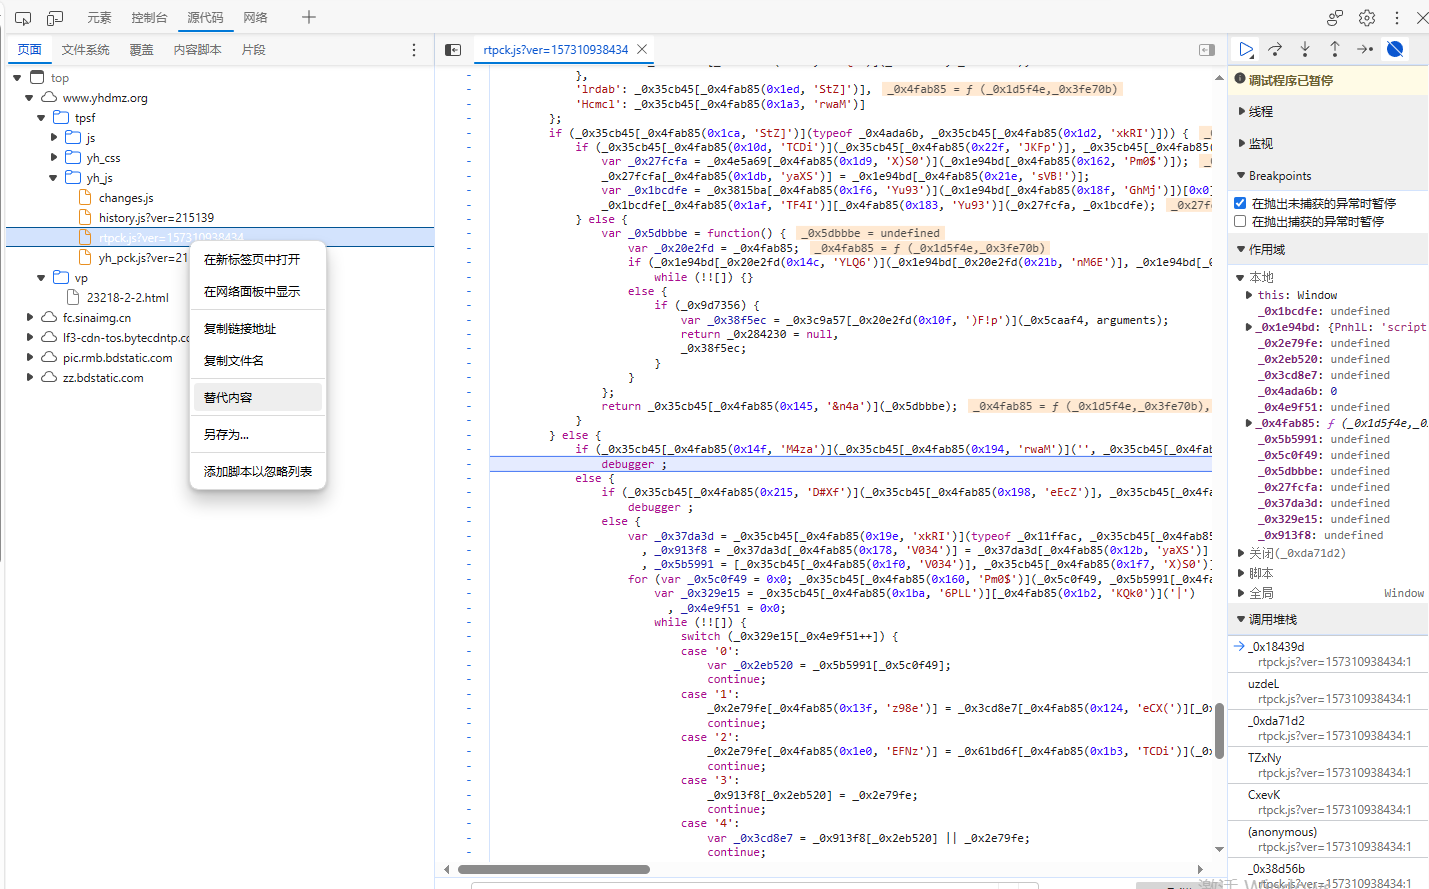 元素 控制台 源代码 网络
页面 文件系统 覆盖 内容脚本 片段
rtpck.js?ver=157310938434
top
www.yhdmz.org
tpsf
js
yh_css
yh_js
changes.js
history.js?ver=215139
rtpck.js?ver=157310938434
yh_pck.js?ver=21
vp
23218-2-2.html
fc.sinaimg.cn
lf3-cdn-tos.bytecdntp.cc
pic.rmb.bdstatic.com
zz.bdstatic.com
在新标签页中打开
在网络面板中显示
复制链接地址
复制文件名
替代内容
另存为...
添加脚本以忽略列表
},
'lrdab': _0x35cb45[_0x4fab85(0x1ed, 'StZ]')], _0x4fab85 = ƒ (_0x1d5f4e,_0x3fe70b)
'Hcmcl': _0x35cb45[_0x4fab85(0x1a3, 'rwaM')]
};
if (_0x35cb45[_0x4fab85(0x1ca, 'StZ]')](typeof _0x4ada6b, _0x35cb45[_0x4fab85(0x1d2, 'xkRI')])) {
if (_0x35cb45[_0x4fab85(0x10d, 'TCDi')](_0x35cb45[_0x4fab85(0x22f, 'JKFp')], _0x35cb45[_0x4fab85(
var _0x27fcfa = _0x4e5a69[_0x4fab85(0x1d9, 'X)S0')](_0x1e94bd[_0x4fab85(0x162, 'Pm0$')]);
_0x27fcfa[_0x4fab85(0x1db, 'yaXS')] = _0x1e94bd[_0x4fab85(0x21e, 'sVB!')];
var _0x1bcdfe = _0x3815ba[_0x4fab85(0x1f6, 'Yu93')](_0x1e94bd[_0x4fab85(0x18f, 'GhMj')])[0x0]
_0x1bcdfe[_0x4fab85(0x1af, 'TF4I')][_0x4fab85(0x183, 'Yu93')](_0x27fcfa, _0x1bcdfe); _0x27fc
} else {
var _0x5dbbbe = function() { _0x5dbbbe = undefined
var _0x20e2fd = _0x4fab85; _0x4fab85 = ƒ (_0x1d5f4e,_0x3fe70b)
if (_0x1e94bd[_0x20e2fd(0x14c, 'YLQ6')](_0x1e94bd[_0x20e2fd(0x21b, 'nM6E')], _0x1e94bd[_0x20e2fd(
while (!![]) {}
else {
if (_0x9d7356) {
var _0x38f5ec = _0x3c9a57[_0x20e2fd(0x10f, ')F!p')](_0x5caaf4, arguments);
return _0x284230 = null,
_0x38f5ec;
}
}
};
return _0x35cb45[_0x4fab85(0x145, '&n4a')](_0x5dbbbe); _0x4fab85 = ƒ (_0x1d5f4e,_0x3fe70b),
}
} else {
if (_0x35cb45[_0x4fab85(0x14f, 'M4za')](_0x35cb45[_0x4fab85(0x194, 'rwaM')]('', _0x35cb45[_0x4fab
debugger ;
else {
if (_0x35cb45[_0x4fab85(0x215, 'D#Xf')](_0x35cb45[_0x4fab85(0x198, 'eEcZ')], _0x35cb45[_0x4fa
debugger ;
else {
var _0x37da3d = _0x35cb45[_0x4fab85(0x19e, 'xkRI')](typeof _0x11ffac, _0x35cb45[_0x4fab85
, _0x913f8 = _0x37da3d[_0x4fab85(0x178, 'V034')] = _0x37da3d[_0x4fab85(0x12b, 'yaXS')]
, _0x5b5991 = [_0x35cb45[_0x4fab85(0x1f0, 'V034')], _0x35cb45[_0x4fab85(0x1f7, 'X)S0')]
for (var _0x5c0f49 = 0x0; _0x35cb45[_0x4fab85(0x160, 'Pm0$')](_0x5c0f49, _0x5b5991[_0x4fa
var _0x329e15 = _0x35cb45[_0x4fab85(0x1ba, '6PLL')][_0x4fab85(0x1b2, 'KQk0')]('|')
, _0x4e9f51 = 0x0;
while (!![]) {
switch (_0x329e15[_0x4e9f51++]) {
case '0':
var _0x2eb520 = _0x5b5991[_0x5c0f49];
continue;
case '1':
_0x2e79fe[_0x4fab85(0x13f, 'z98e')] = _0x3cd8e7[_0x4fab85(0x124, 'eCX(')][_0
continue;
case '2':
_0x2e79fe[_0x4fab85(0x1e0, 'EFNz')] = _0x61bd6f[_0x4fab85(0x1b3, 'TCDi')](_0
continue;
case '3':
_0x913f8[_0x2eb520] = _0x2e79fe;
continue;
case '4':
var _0x3cd8e7 = _0x913f8[_0x2eb520] || _0x2e79fe;
continue;
调试程序已暂停
线程
监视
Breakpoints
在抛出未捕获的异常时暂停
在抛出捕获的异常时暂停
作用域
本地
this: Window
_0x1bcdfe: undefined
_0x1e94bd: {PnhlL: 'script
_0x2e79fe: undefined
_0x2eb520: undefined
_0x3cd8e7: undefined
_0x4ada6b: 0
_0x4e9f51: undefined
_0x4fab85: ƒ (_0x1d5f4e,_0
_0x5b5991: undefined
_0x5c0f49: undefined
_0x5dbbbe: undefined
_0x27fcfa: undefined
_0x37da3d: undefined
_0x329e15: undefined
_0x913f8: undefined
关闭(_0xda71d2)
脚本
全局 Window
调用堆栈
_0x18439d
rtpck.js?ver=157310938434:1
uzdeL
rtpck.js?ver=157310938434:1
_0xda71d2
rtpck.js?ver=157310938434:1
TZxNy
rtpck.js?ver=157310938434:1
CxevK
rtpck.js?ver=157310938434:1
(anonymous)
rtpck.js?ver=157310938434:1
_0x38d56b
rtpck.js?ver=157310938434:1